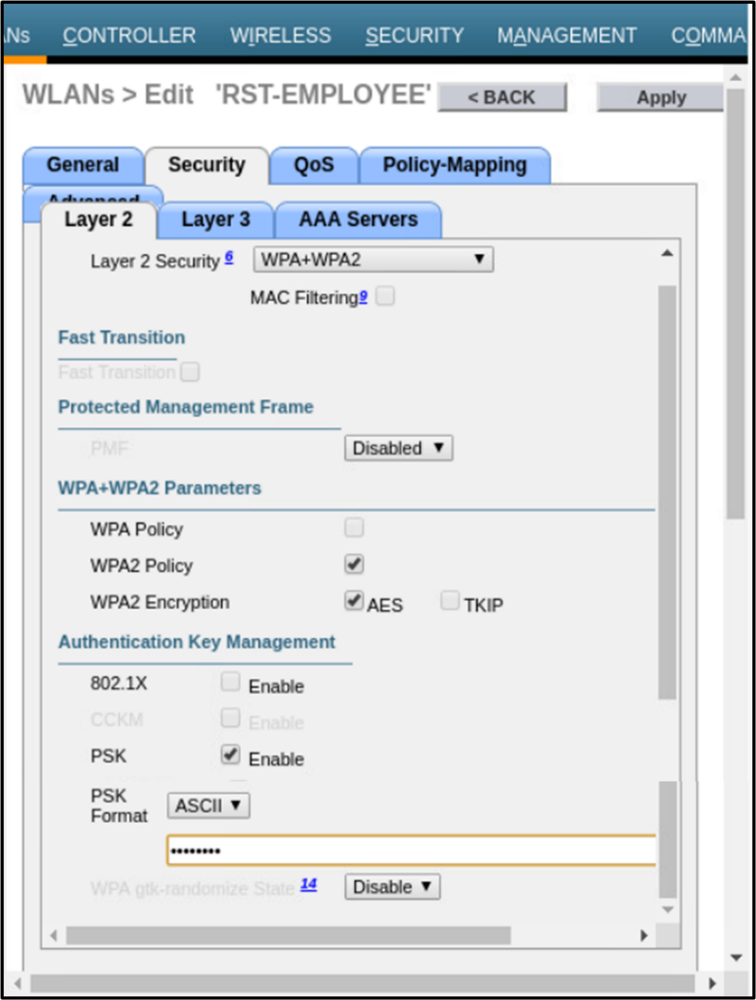 ANs CONTROLLER WIRELESS SECURITY MANAGEMENT COMMA
WLANs > Edit 'RST-EMPLOYEE' < BACK Apply
General Security QoS Policy-Mapping
Advanced
Layer 2 Layer 3 AAA Servers
Layer 2 Security 6 WPA+WPA2
MAC Filtering9
Fast Transition
Fast Transition
Protected Management Frame
PMF Disabled
WPA+WPA2 Parameters
WPA Policy
WPA2 Policy
WPA2 Encryption AES TKIP
Authentication Key Management
802.1X Enable
CCKM Enable
PSK Enable
PSK
Format ASCII
••••••••
WPA gtk-randomize State 14 Disable